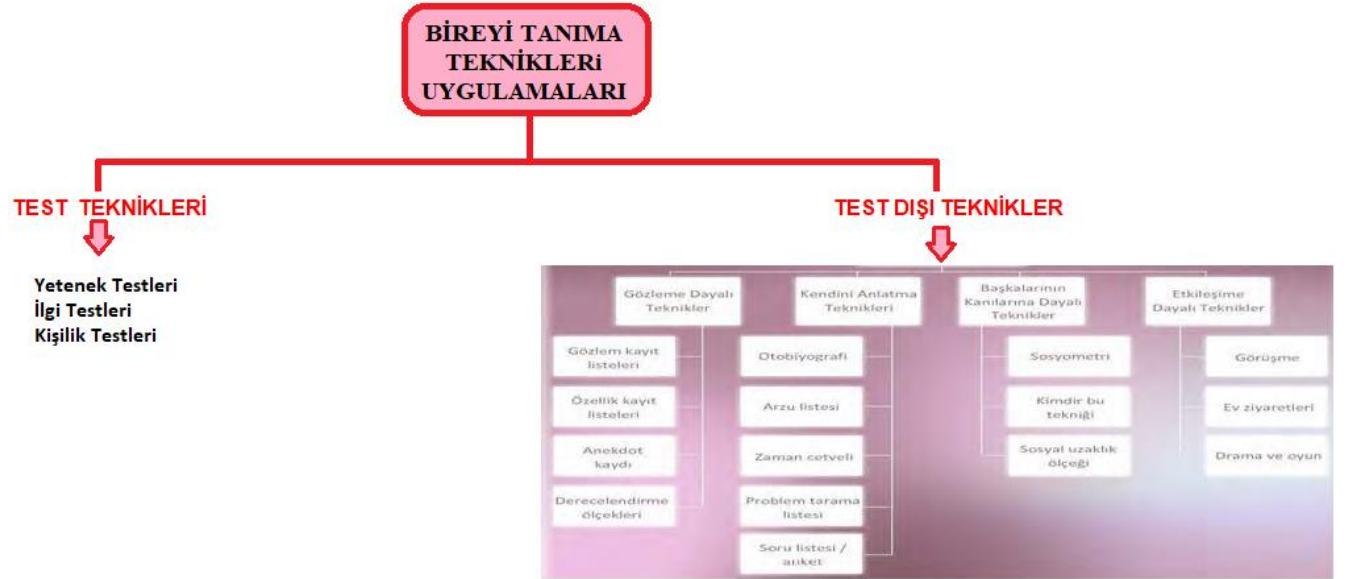 BİREYİ TANIMA
TEKNİKLERi
UYGULAMALARI
TEST TEKNİKLERİ
TEST DIŞI TEKNİKLER
Yetenek Testleri
İlgi Testleri
Kişilik Testleri
Gözleme Dayalı
Teknikler
Gözlem kayıt
listeleri
Özellik kayıt
listeleri
Anekdot
kaydı
Derecelendirme
ölçekleri
Kendini Anlatma
Teknikleri
Otobiyografi
Arzu listesi
Zaman cetveli
Problem tarama
listesi
Soru listesi /
anket
Başkalarının
Kanılarına Dayalı
Teknikler
Sosyometri
Kimdir bu
tekniği
Sosyal uzaklık
ölçeği
Etkileşime
Dayalı Teknikler
Görüşme
Ev ziyaretleri
Drama ve oyun